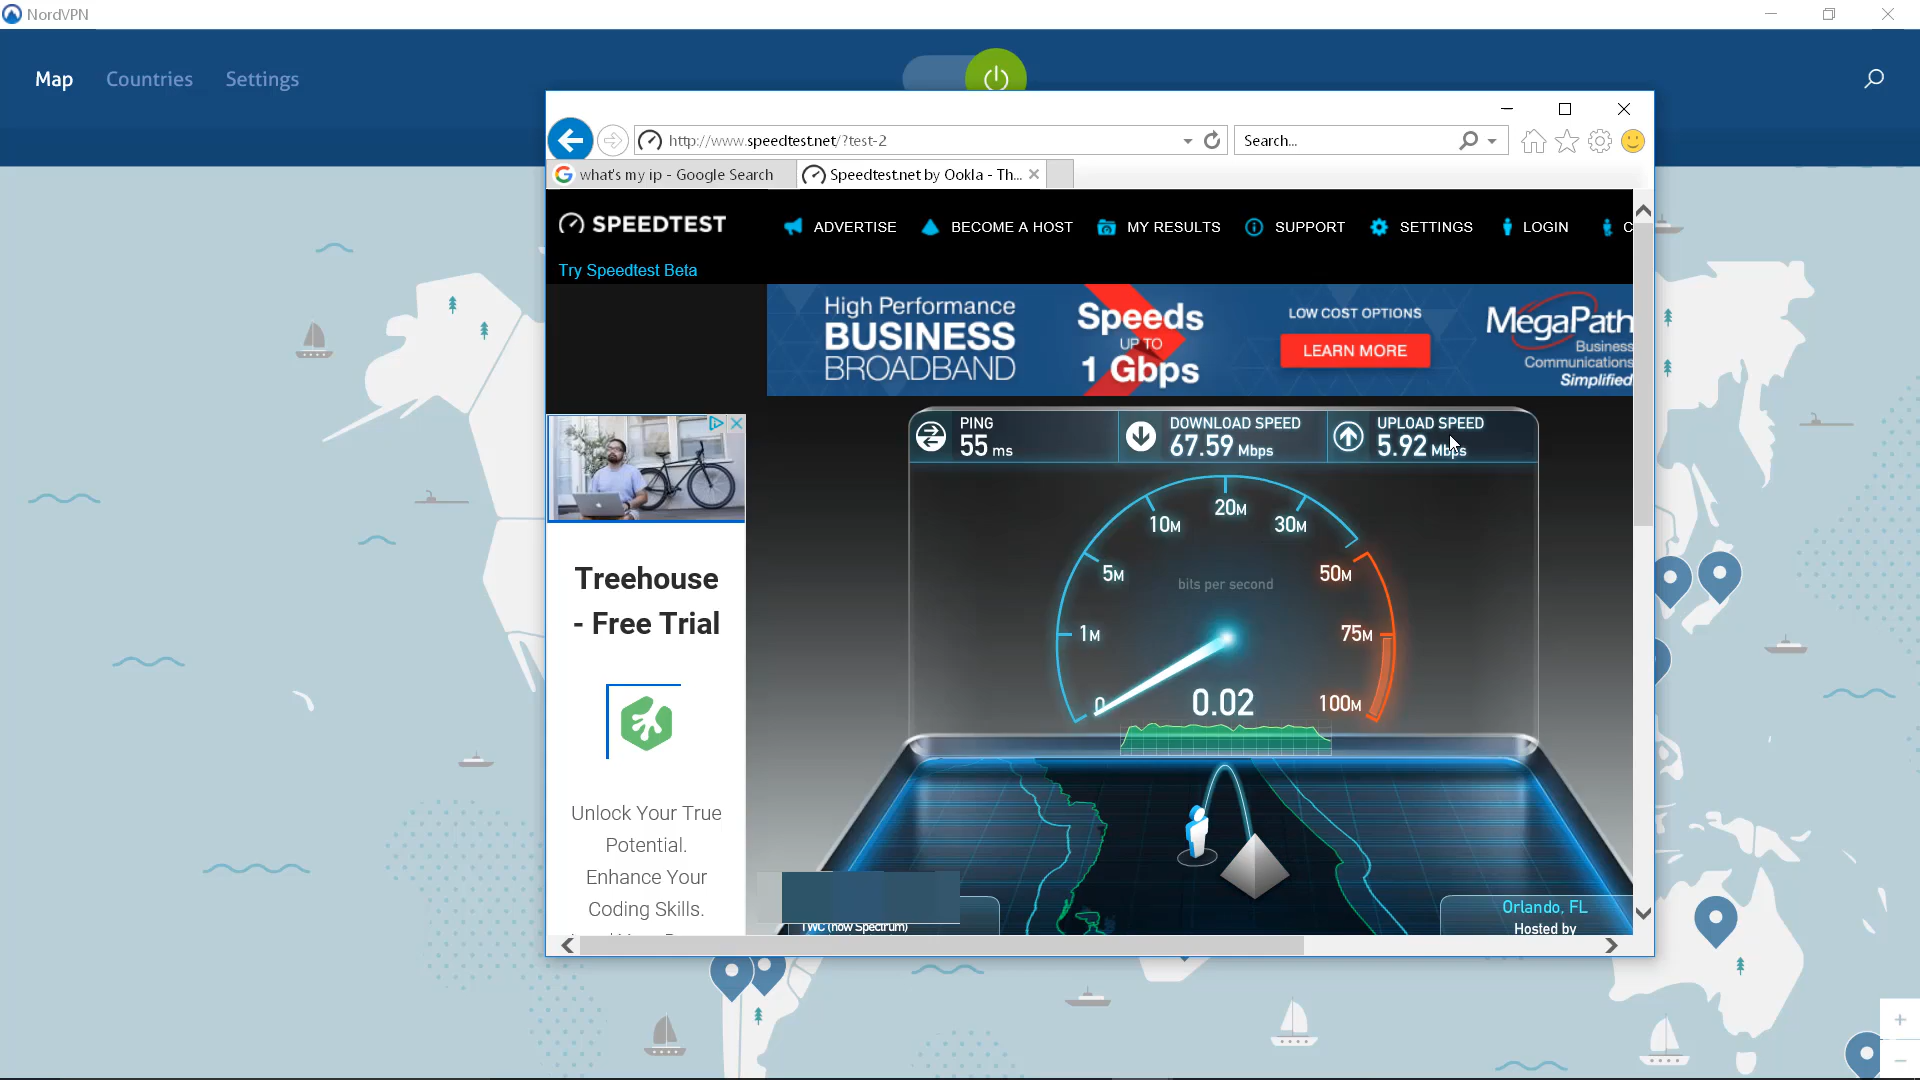 NordVPN
Map Countries Settings
http://www.speedtest.net/?test-2
Search...
what's my ip - Google Search
Speedtest.net by Ookla - Th...
SPEEDTEST
ADVERTISE
BECOME A HOST
MY RESULTS
SUPPORT
SETTINGS
LOGIN
C
Try Speedtest Beta
High Performance
BUSINESS
BROADBAND
Speeds
UP TO
1 Gbps
LOW COST OPTIONS
LEARN MORE
MegaPath
Business
Communications
Simplified
PING
55 ms
DOWNLOAD SPEED
67.59 Mbps
UPLOAD SPEED
5.92 Mbps
20M
10M
30M
5M
50M
bits per second
1M
75M
0
0.02
100M
Treehouse
- Free Trial
Unlock Your True
Potential.
Enhance Your
Coding Skills.
TWC (now Spectrum)
Orlando, FL
Hosted by